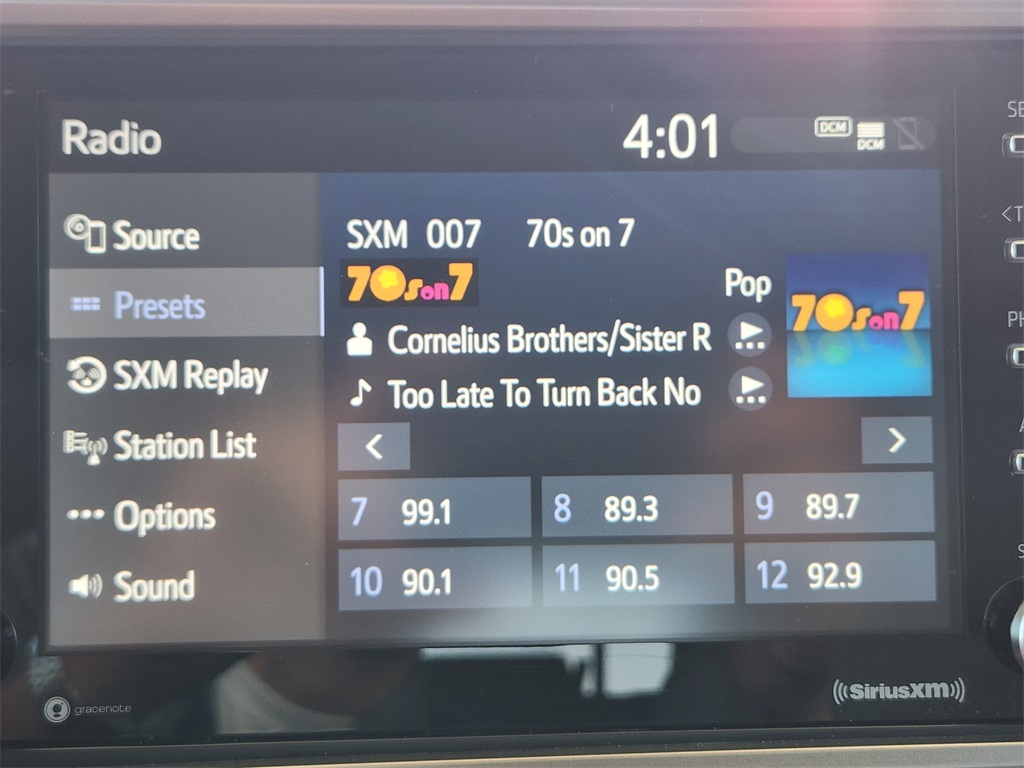 Radio
4:01
DCM
DCM
Source
Presets
SXM Replay
Station List
Options
Sound
SXM 007 70s on 7
70s on 7
Pop
70s on 7
Cornelius Brothers/Sister R
Too Late To Turn Back No
7 99.1
8 89.3
9 89.7
10 90.1
11 90.5
12 92.9
gracenote
SiriusXM
SE
<T
PH
A
S